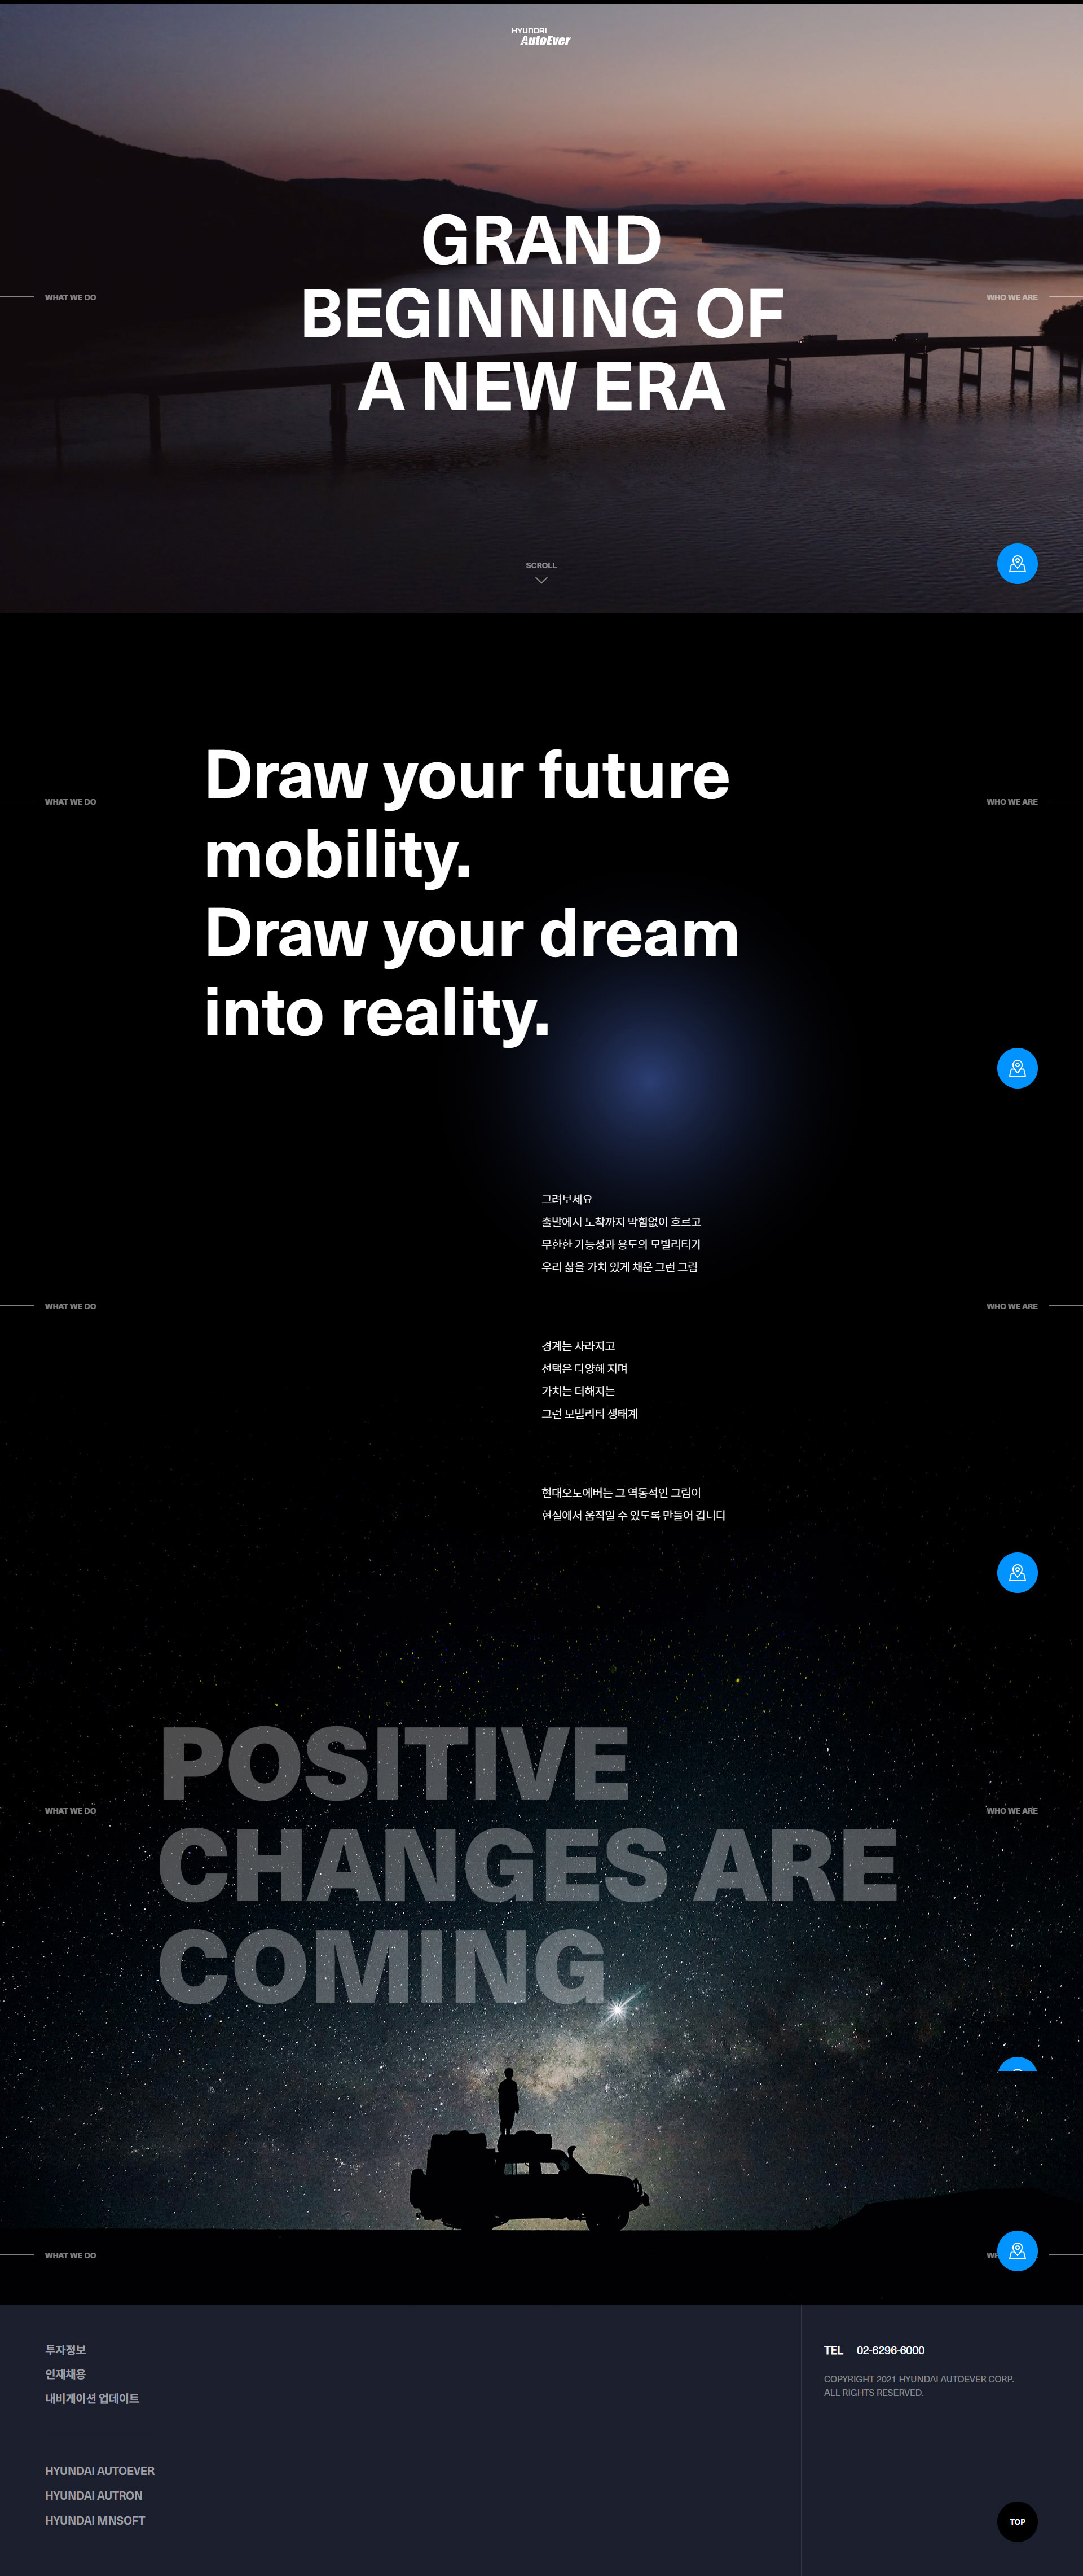 HYUNDAI
AutoEver
GRAND
BEGINNING OF
A NEW ERA
WHAT WE DO
WHO WE ARE
SCROLL
Draw your future
mobility.
Draw your dream
into reality.
WHAT WE DO
WHO WE ARE
그려보세요
출발에서 도착까지 막힘없이 흐르고
무한한 가능성과 용도의 모빌리티가
우리 삶을 가치 있게 채운 그런 그림
WHAT WE DO
WHO WE ARE
경계는 사라지고
선택은 다양해 지며
가치는 더해지는
그런 모빌리티 생태계
현대오토에버는 그 역동적인 그림이
현실에서 움직일 수 있도록 만들어 갑니다
POSITIVE
CHANGES ARE
COMING
WHAT WE DO
WHO WE ARE
WHAT WE DO
투자정보
인재채용
내비게이션 업데이트
HYUNDAI AUTOEVER
HYUNDAI AUTRON
HYUNDAI MNSOFT
TEL 02-6296-6000
COPYRIGHT 2021 HYUNDAI AUTOEVER CORP.
ALL RIGHTS RESERVED.
TOP